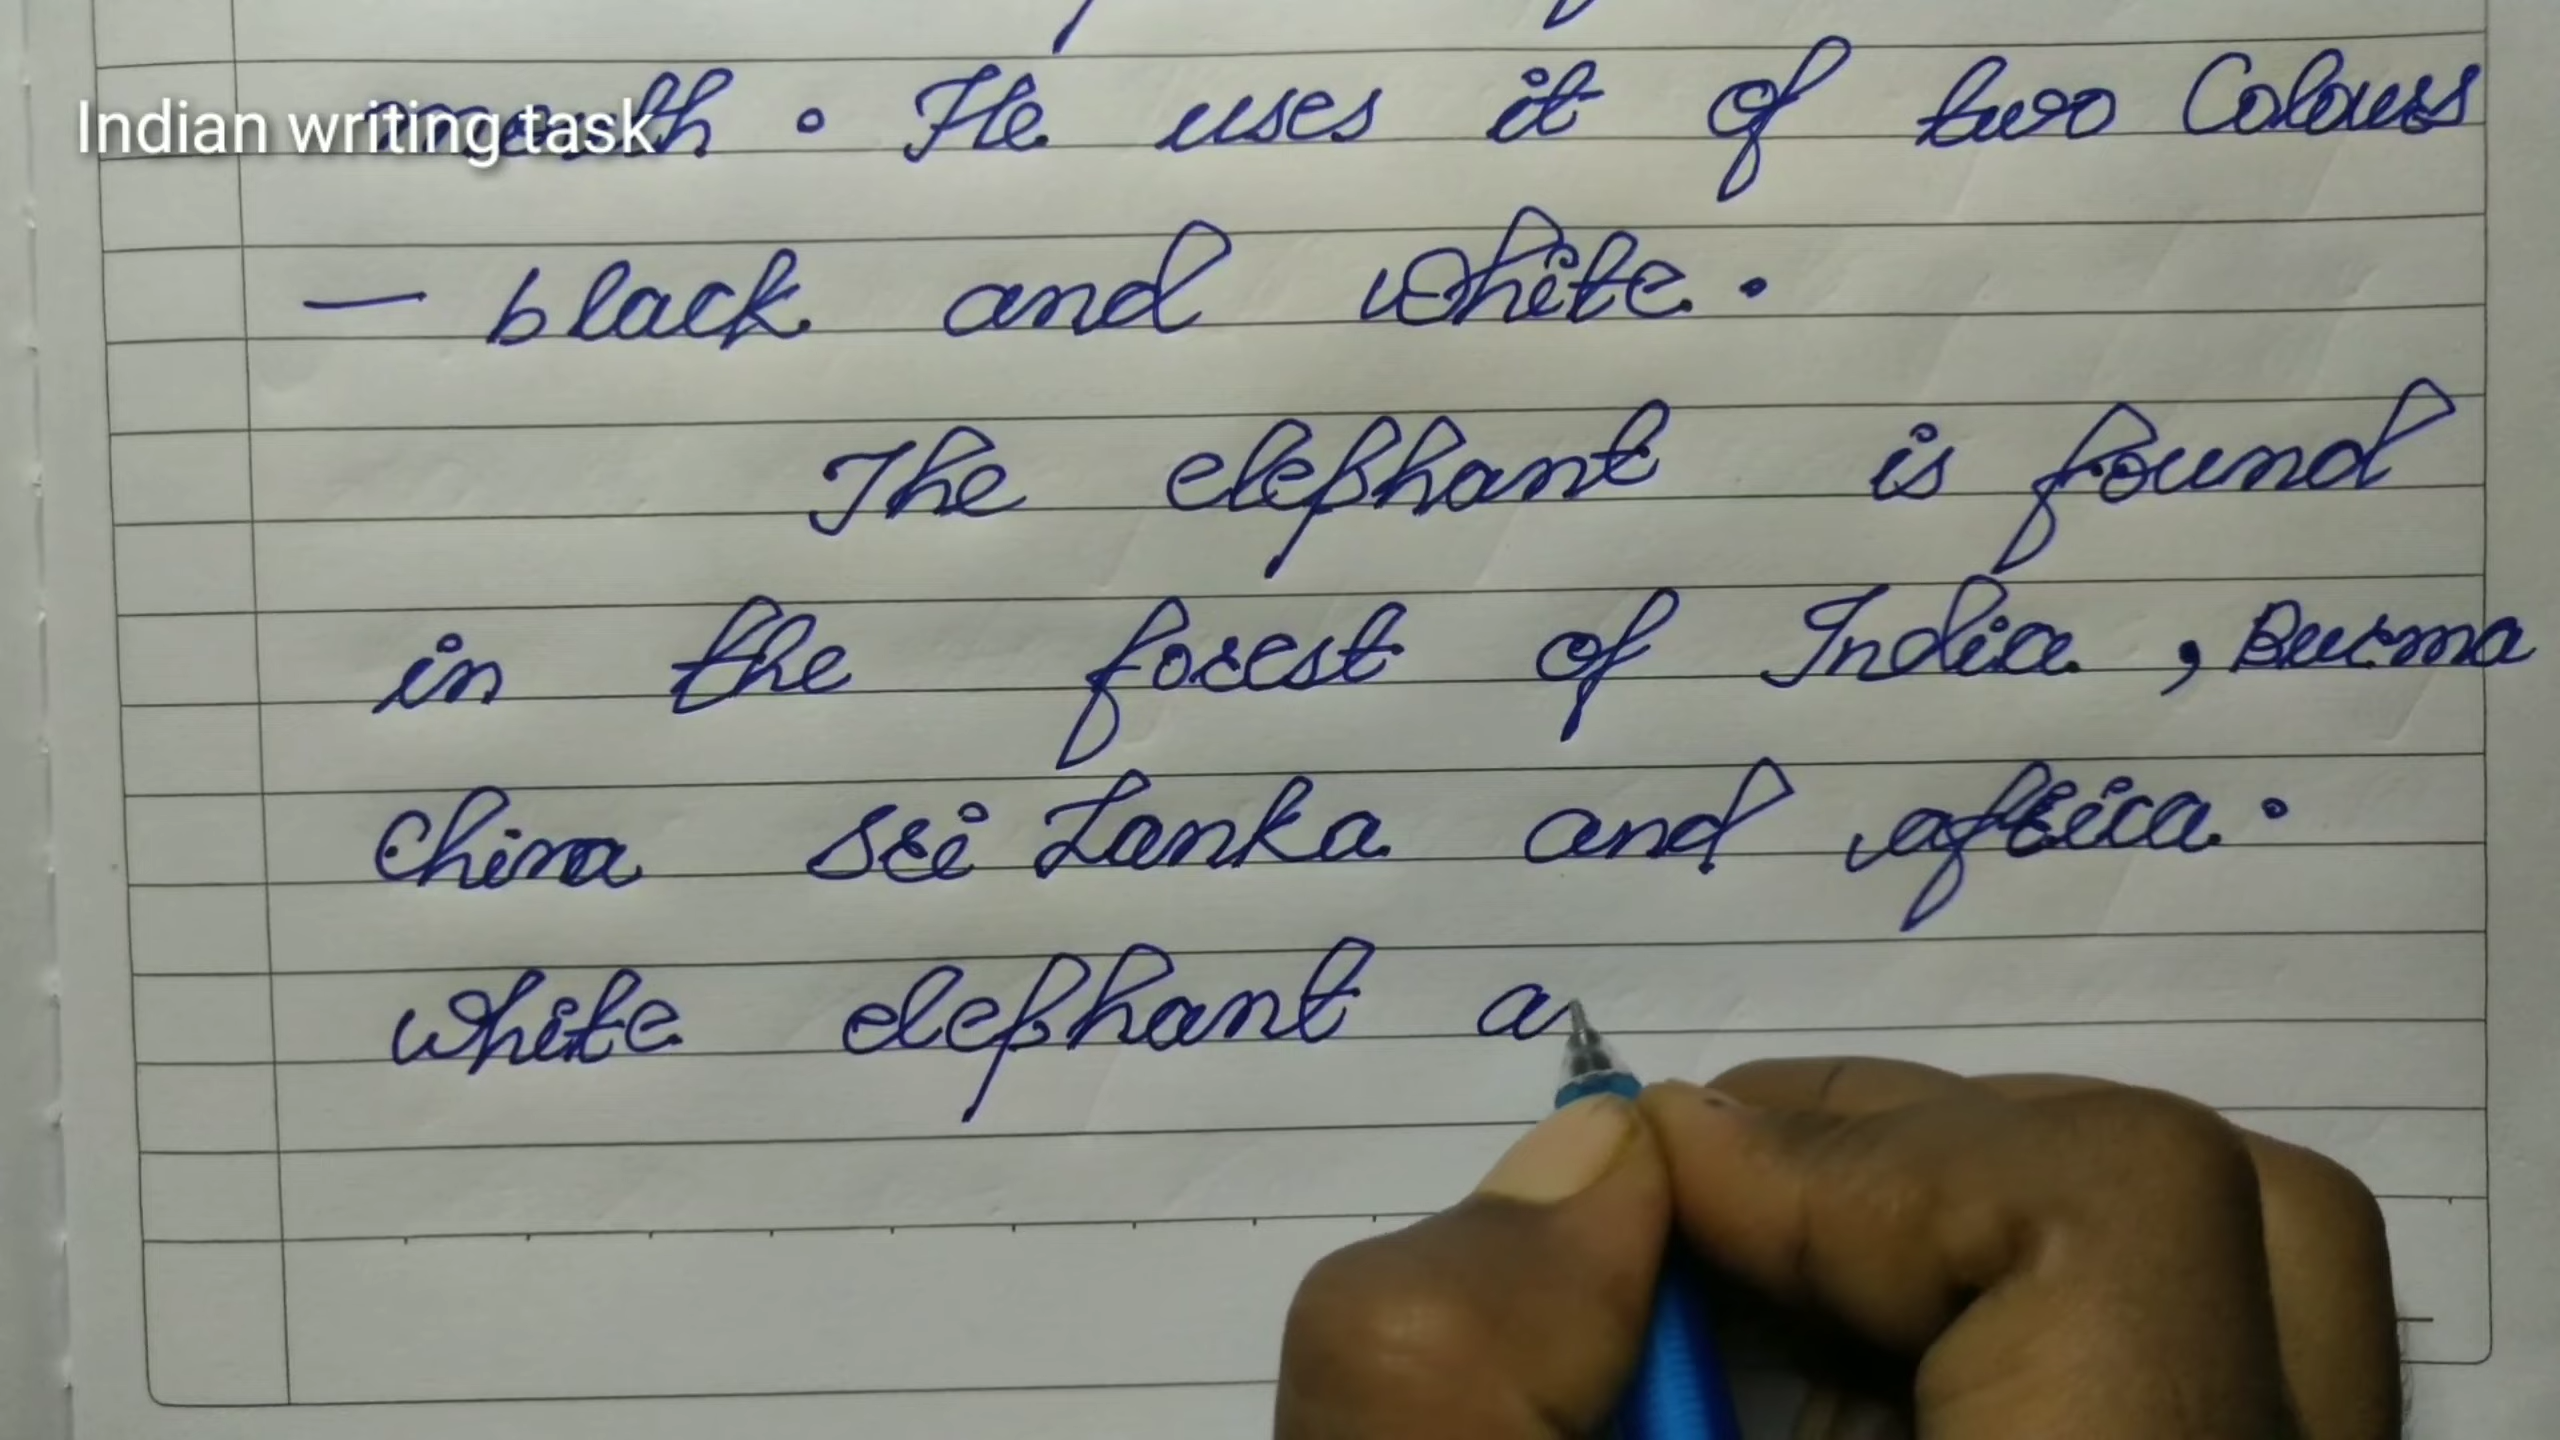 Indian writing task
mouth. He uses it of two Colours
— black and white.
The elephant is found
in the forest of India, Burma
China Sri Lanka and africa.
white elephant a